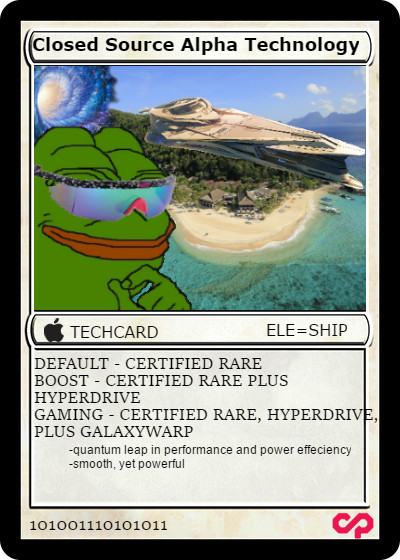 Closed Source Alpha Technology
TECHCARD ELE=SHIP
DEFAULT - CERTIFIED RARE
BOOST - CERTIFIED RARE PLUS
HYPERDRIVE
GAMING - CERTIFIED RARE, HYPERDRIVE,
PLUS GALAXYWARP
-quantum leap in performance and power effeciency
-smooth, yet powerful
101001110101011